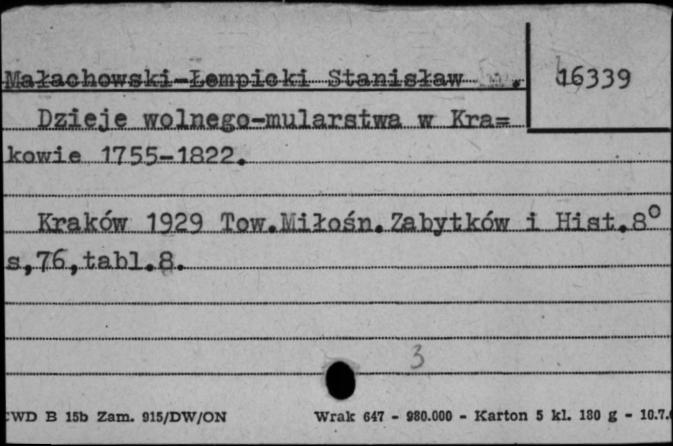 Małachowski-Łempicki Stanisław .
16339
Dzieje wolnego-mularstwa w Kra=
kowie 1755-1822.
Kraków 1929 Tow.Miłośn.Zabytków i Hist.8°
s,76,tabl.8.
3
WD B 15b Zam. 915/DW/ON Wrak 647 - 980.000 - Karton 5 kl. 180 g - 10.7.